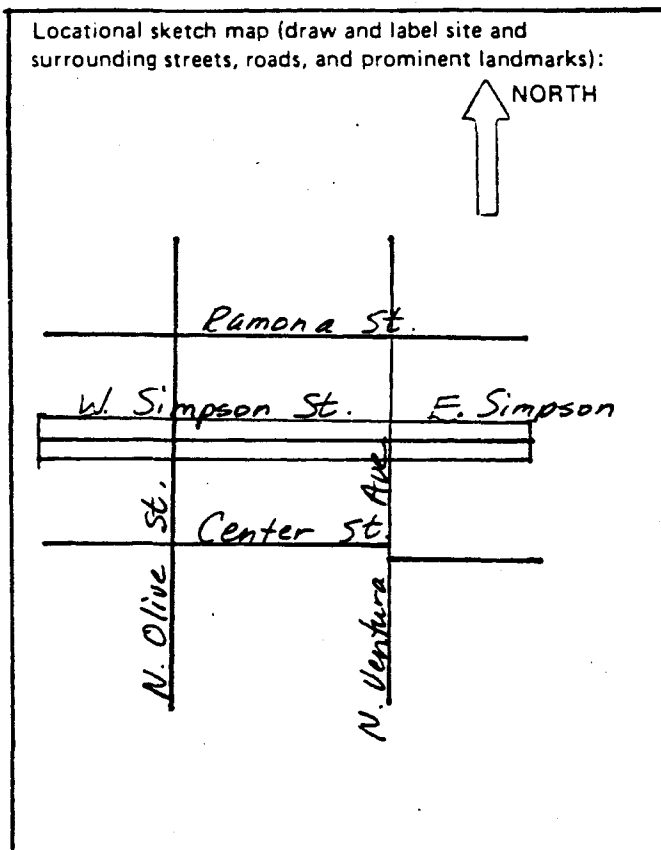 Locational sketch map (draw and label site and
surrounding streets, roads, and prominent landmarks):
NORTH
Ramona St.
W. Simpson St. E. Simpson
Center St.
N. Olive St.
N. Ventura Ave